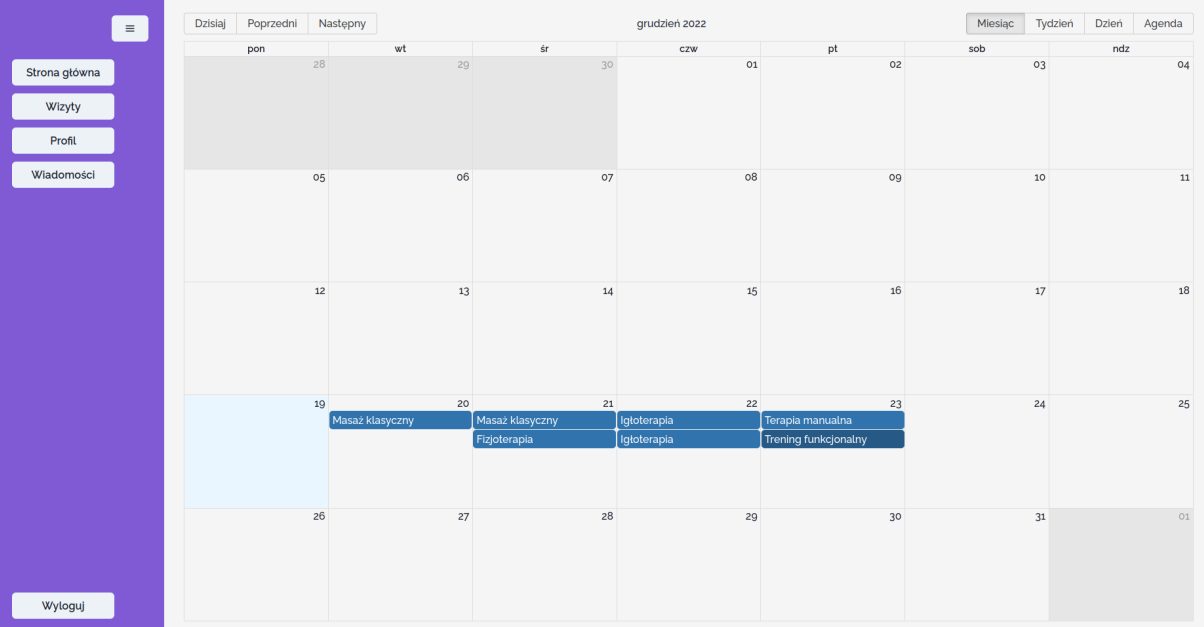 ≡
Strona główna
Wizyty
Profil
Wiadomości
Wyloguj
Dzisiaj Poprzedni Następny grudzień 2022 Miesiąc Tydzień Dzień Agenda
pon wt śr czw pt sob ndz
28 29 30 01 02 03 04
05 06 07 08 09 10 11
12 13 14 15 16 17 18
19 20 21 22 23 24 25
Masaż klasyczny Masaż klasyczny Igłoterapia Terapia manualna
Fizjoterapia Igłoterapia Trening funkcjonalny
26 27 28 29 30 31 01